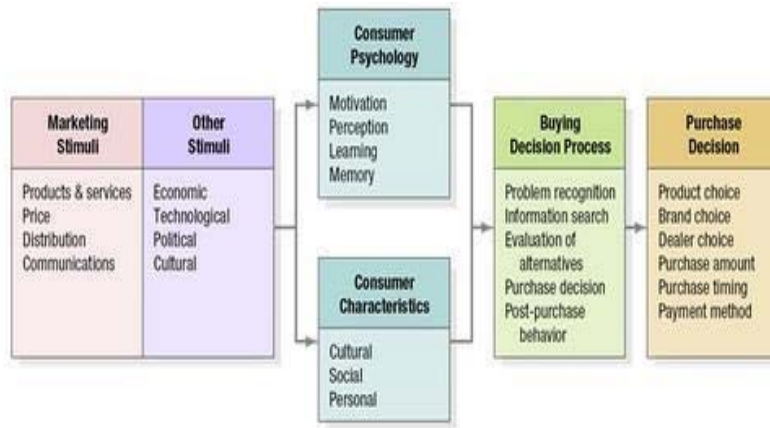 Marketing
Stimuli
Products & services
Price
Distribution
Communications
Other
Stimuli
Economic
Technological
Political
Cultural
Consumer
Psychology
Motivation
Perception
Learning
Memory
Consumer
Characteristics
Cultural
Social
Personal
Buying
Decision Process
Problem recognition
Information search
Evaluation of
alternatives
Purchase decision
Post-purchase
behavior
Purchase
Decision
Product choice
Brand choice
Dealer choice
Purchase amount
Purchase timing
Payment method